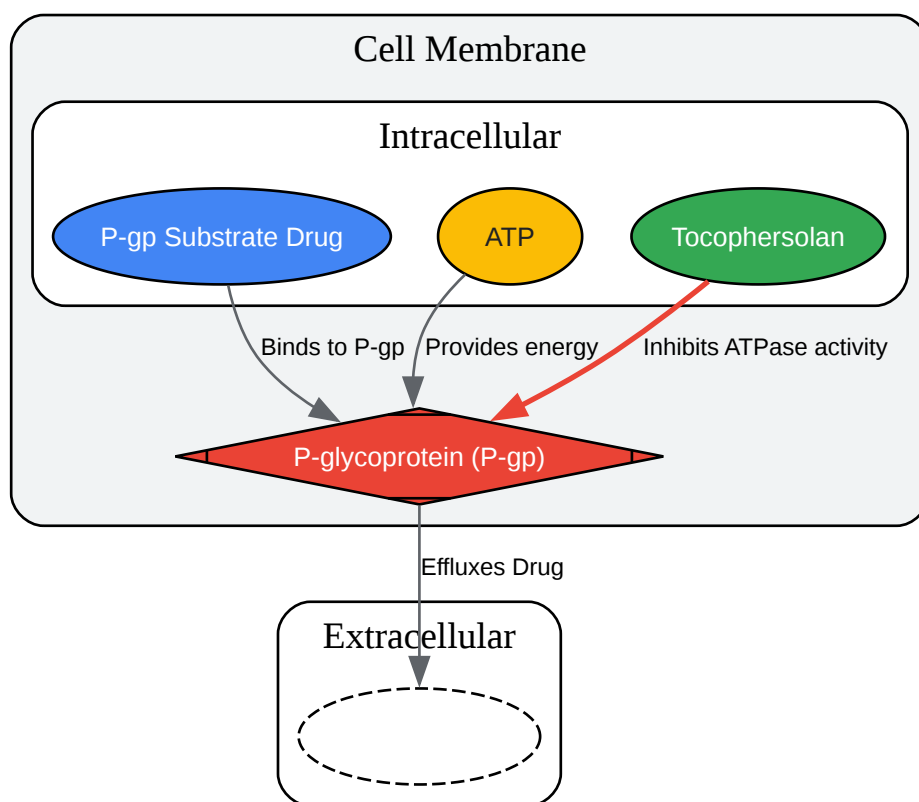 Cell Membrane
Intracellular
P-gp Substrate Drug
ATP
Tocophersolan
Binds to P-gp
Provides energy
Inhibits ATPase activity
P-glycoprotein (P-gp)
Effluxes Drug
Extracellular